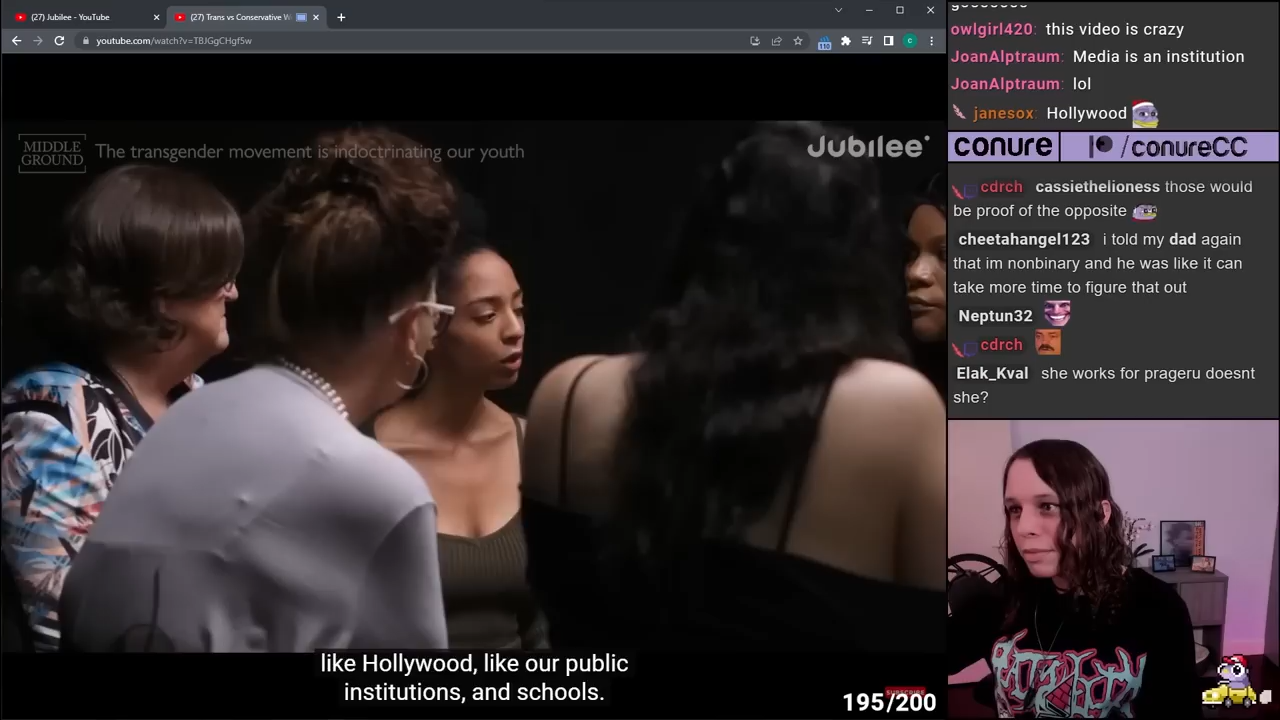 (27) Jubilee - YouTube
(27) Trans vs Conservative W
youtube.com/watch?v=TBJGgCHgf5w
MIDDLE
GROUND
The transgender movement is indoctrinating our youth
Jubilee
like Hollywood, like our public
institutions, and schools.
SUBSCRIBE
195/200
owlgirl420: this video is crazy
JoanAlptraum: Media is an institution
JoanAlptraum: lol
janesox: Hollywood
conure
/conureCC
cdrch cassiethelioness those would
be proof of the opposite
cheetahangel123 i told my dad again
that im nonbinary and he was like it can
take more time to figure that out
Neptun32
cdrch
Elak_Kval she works for prageru doesnt
she?